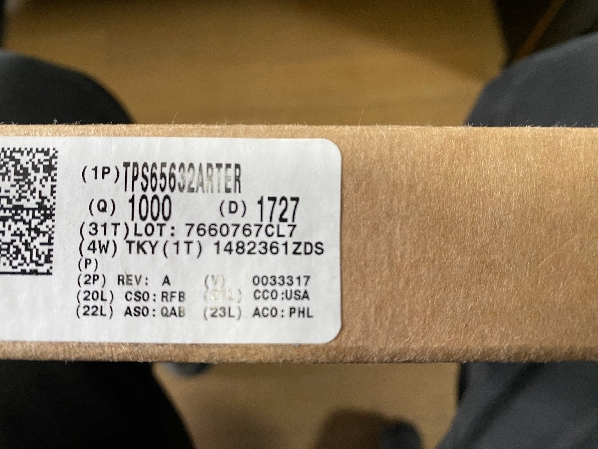 (1P)TPS65632ARTER
(Q) 1000 (D) 1727
(31T)LOT: 7660767CL7
(4W) TKY(1T) 1482361ZDS
(P)
(2P) REV: A (V) 0033317
(20L) CSO:RFB CCO:USA
(22L) ASO:QAB (23L) ACO:PHL